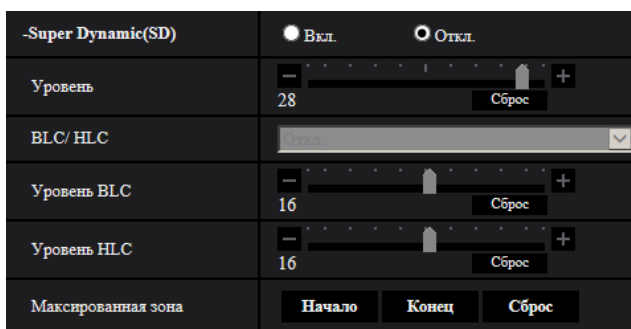 -Super Dynamic(SD) Вкл. Откл.
Уровень
28 Сброс
BLC/ HLC Откл.
Уровень BLC
16 Сброс
Уровень HLC
16 Сброс
Максированная зона Начало Конец Сброс